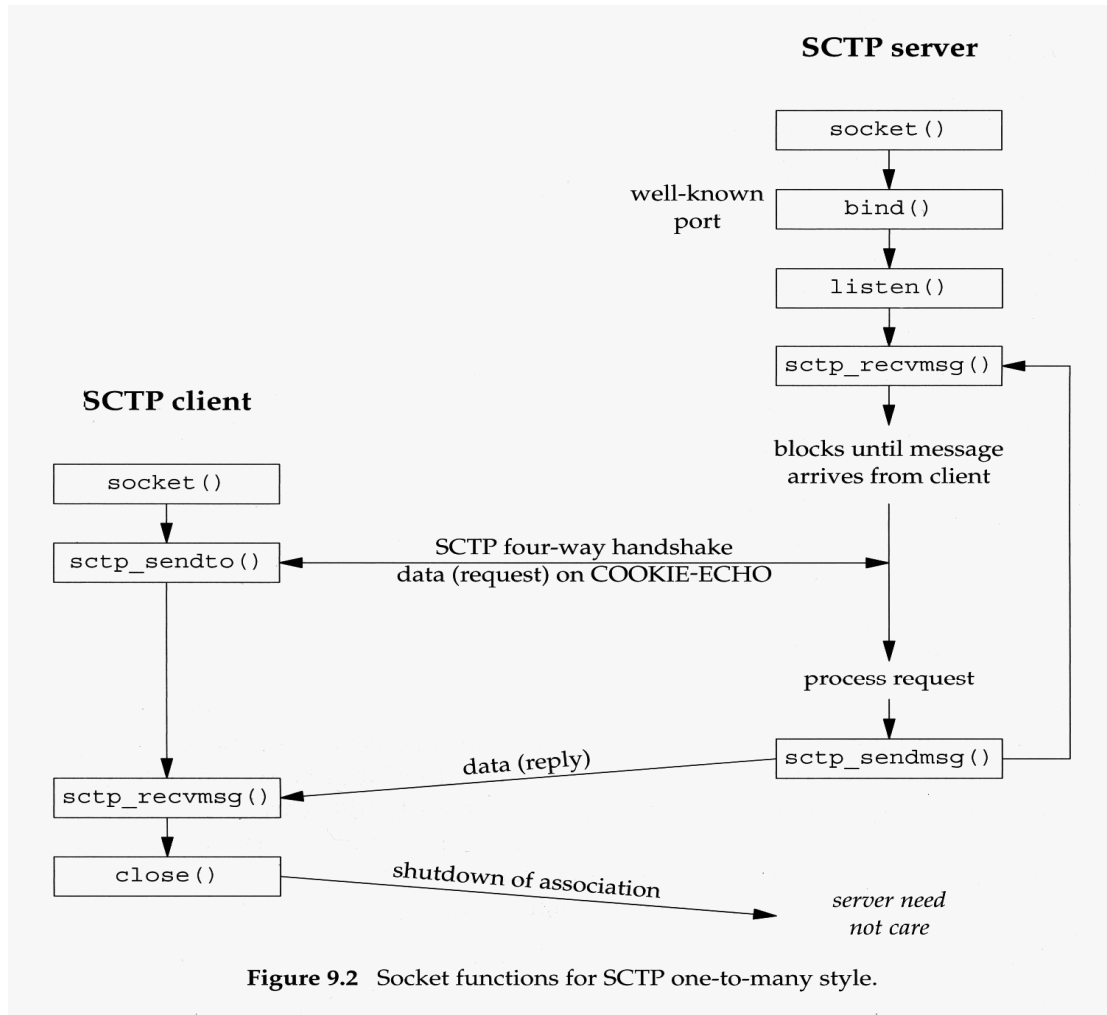 SCTP server
socket()
well-known
port
bind()
listen()
sctp_recvmsg()
blocks until message
arrives from client
SCTP client
socket()
sctp_sendto()
SCTP four-way handshake
data (request) on COOKIE-ECHO
process request
sctp_sendmsg()
data (reply)
sctp_recvmsg()
close()
shutdown of association
server need
not care
Figure 9.2 Socket functions for SCTP one-to-many style.